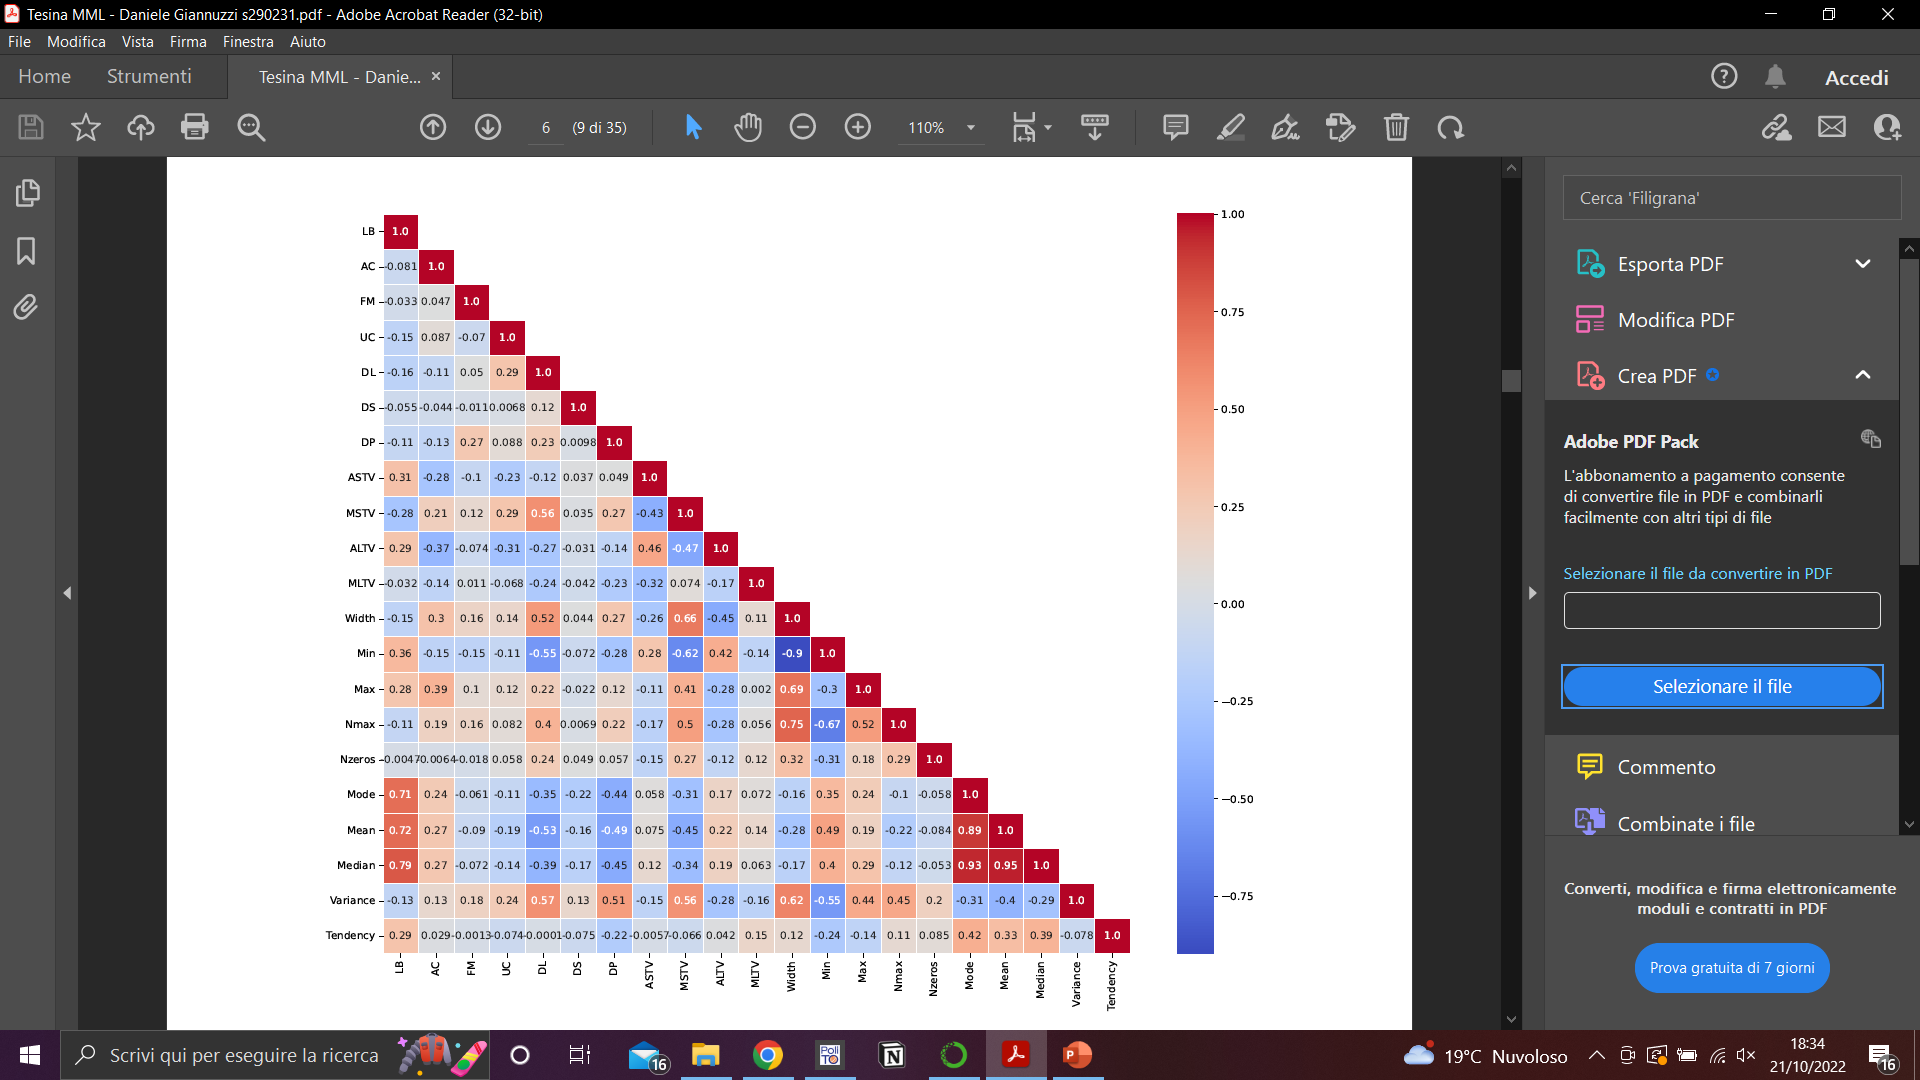 Tesina MML - Daniele Giannuzzi s290231.pdf - Adobe Acrobat Reader (32-bit)
File Modifica Vista Firma Finestra Aiuto
Home Strumenti Tesina MML - Danie... × Accedi
6 (9 di 35) 110%
Cerca 'Filigrana'
Esporta PDF
Modifica PDF
Crea PDF
Adobe PDF Pack
L'abbonamento a pagamento consente
di convertire file in PDF e combinarli
facilmente con altri tipi di file
Selezionare il file da convertire in PDF
Selezionare il file
Commento
Combinate i file
Converti, modifica e firma elettronicamente
moduli e contratti in PDF
Prova gratuita di 7 giorni
LB 1.0
AC -0.081 1.0
FM -0.033 0.047 1.0
UC -0.15 0.087 -0.07 1.0
DL -0.16 -0.11 0.05 0.29 1.0
DS -0.055 -0.044 -0.011 0.0068 0.12 1.0
DP -0.11 -0.13 0.27 0.088 0.23 0.0098 1.0
ASTV 0.31 -0.28 -0.1 -0.23 -0.12 0.037 0.049 1.0
MSTV -0.28 0.21 0.12 0.29 0.56 0.035 0.27 -0.43 1.0
ALTV 0.29 -0.37 -0.074 -0.31 -0.27 -0.031 -0.14 0.46 -0.47 1.0
MLTV -0.032 -0.14 0.011 -0.068 -0.24 -0.042 -0.23 -0.32 0.074 -0.17 1.0
Width -0.15 0.3 0.16 0.14 0.52 0.044 0.27 -0.26 0.66 -0.45 0.11 1.0
Min 0.36 -0.15 -0.15 -0.11 -0.55 -0.072 -0.28 0.28 -0.62 0.42 -0.14 -0.9 1.0
Max 0.28 0.39 0.1 0.12 0.22 -0.022 0.12 -0.11 0.41 -0.28 0.002 0.69 -0.3 1.0
Nmax -0.11 0.19 0.16 0.082 0.4 0.0069 0.22 -0.17 0.5 -0.28 0.056 0.75 -0.67 0.52 1.0
Nzeros -0.0047 -0.0064 -0.018 0.058 0.24 0.049 0.057 -0.15 0.27 -0.12 0.12 0.32 -0.31 0.18 0.29 1.0
Mode 0.71 0.24 -0.061 -0.11 -0.35 -0.22 -0.44 0.058 -0.31 0.17 0.072 -0.16 0.35 0.24 -0.1 -0.058 1.0
Mean 0.72 0.27 -0.09 -0.19 -0.53 -0.16 -0.49 0.075 -0.45 0.22 0.14 -0.28 0.49 0.19 -0.22 -0.084 0.89 1.0
Median 0.79 0.27 -0.072 -0.14 -0.39 -0.17 -0.45 0.12 -0.34 0.19 0.063 -0.17 0.4 0.29 -0.12 -0.053 0.93 0.95 1.0
Variance -0.13 0.13 0.18 0.24 0.57 0.13 0.51 -0.15 0.56 -0.28 -0.16 0.62 -0.55 0.44 0.45 0.2 -0.31 -0.4 -0.29 1.0
Tendency 0.29 0.029 -0.0013 -0.074 -0.0001 -0.075 -0.22 -0.0057 -0.066 0.042 0.15 0.12 -0.24 -0.14 0.11 0.085 0.42 0.33 0.39 -0.078 1.0
LB AC FM UC DL DS DP ASTV MSTV ALTV MLTV Width Min Max Nmax Nzeros Mode Mean Median Variance Tendency
1.00
0.75
0.50
0.25
0.00
−0.25
−0.50
−0.75
Scrivi qui per eseguire la ricerca
16
Poli
TO
N
P
19°C Nuvoloso
18:34
21/10/2022
16